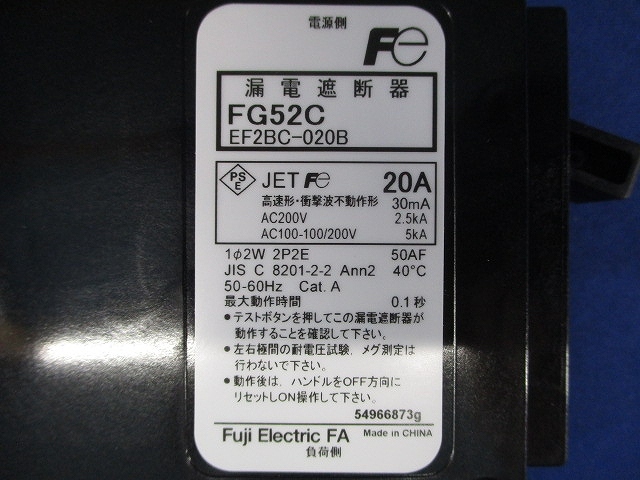 電源側
Fe
漏電遮断器
FG52C
EF2BC-020B
PS E JET Fe 20A
高速形・衝撃波不動作形 30mA
AC200V 2.5kA
AC100-100/200V 5kA
1φ2W 2P2E 50AF
JIS C 8201-2-2 Ann2 40°C
50-60Hz Cat. A
最大動作時間 0.1秒
●テストボタンを押してこの漏電遮断器が
動作することを確認して下さい。
●左右極間の耐電圧試験、メグ測定は
行わないで下さい。
●動作後は、ハンドルをOFF方向に
リセットしON操作して下さい。
54966873g
Fuji Electric FA Made in CHINA
負荷側